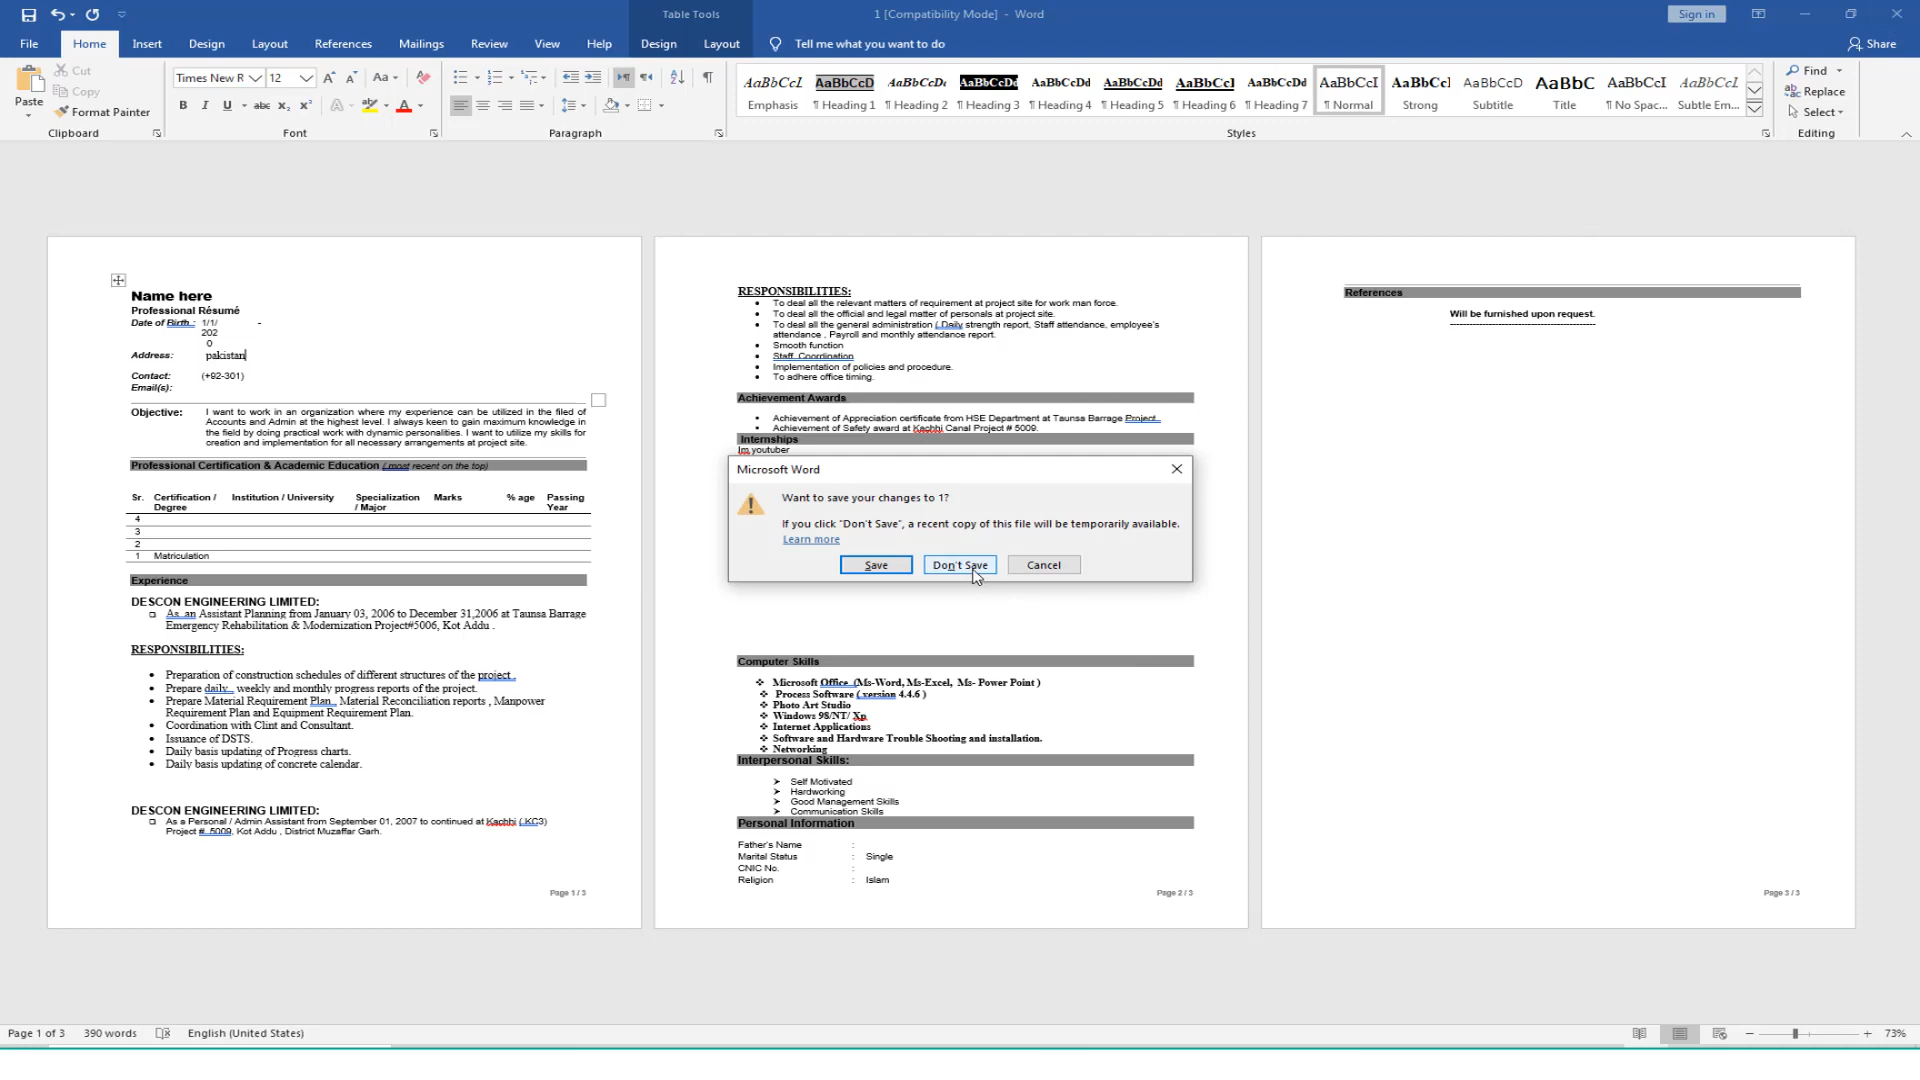 Table Tools
1 [Compatibility Mode] - Word
Sign in
File
Home
Insert
Design
Layout
References
Mailings
Review
View
Help
Design
Layout
Tell me what you want to do
Share
Paste
Cut
Copy
Format Painter
Clipboard
Times New R
12
Font
Paragraph
AaBbCcI Emphasis
AaBbCcD ¶ Heading 1
AaBbCcDt ¶ Heading 2
AaBbCcDd ¶ Heading 3
AaBbCcDd ¶ Heading 4
AaBbCcDd ¶ Heading 5
AaBbCcI ¶ Heading 6
AaBbCcDd ¶ Heading 7
AaBbCcI ¶ Normal
AaBbCcI Strong
AaBbCcD Subtitle
AaBbC Title
AaBbCcI ¶ No Spac...
AaBbCcI Subtle Em...
Styles
Find
Replace
Select
Editing
Name here
Professional Résumé
Date of Birth : 1/1/ -
202
0
Address: pakistan
Contact: (+92-301)
Email(s):
Objective: I want to work in an organization where my experience can be utilized in the filed of
Accounts and Admin at the highest level. I always keen to gain maximum knowledge in
the field by doing practical work with dynamic personalities. I want to utilize my skills for
creation and implementation for all necessary arrangements at project site.
Professional Certification & Academic Education ( most recent on the top)
Sr. Certification / Institution / University Specialization Marks % age Passing
Degree / Major Year
4
3
2
1 Matriculation
Experience
DESCON ENGINEERING LIMITED:
As an Assistant Planning from January 03, 2006 to December 31,2006 at Taunsa Barrage
Emergency Rehabilitation & Modernization Project#5006, Kot Addu .
RESPONSIBILITIES:
• Preparation of construction schedules of different structures of the project .
• Prepare daily weekly and monthly progress reports of the project.
• Prepare Material Requirement Plan , Material Reconciliation reports , Manpower
Requirement Plan and Equipment Requirement Plan.
• Coordination with Clint and Consultant.
• Issuance of DSTS.
• Daily basis updating of Progress charts.
• Daily basis updating of concrete calendar.
DESCON ENGINEERING LIMITED:
As a Personal / Admin Assistant from September 01, 2007 to continued at Kachhi ( KC3)
Project # 5009, Kot Addu , District Muzaffar Garh.
Page 1 / 3
RESPONSIBILITIES:
• To deal all the relevant matters of requirement at project site for work man force.
• To deal all the official and legal matter of personals at project site.
• To deal all the general administration ( Daily strength report, Staff attendance, employee's
attendance , Payroll and monthly attendance report.
• Smooth function
• Staff Coordination
• Implementation of policies and procedure.
• To adhere office timing.
Achievement Awards
• Achievement of Appreciation certificate from HSE Department at Taunsa Barrage Project .
• Achievement of Safety award at Kachhi Canal Project # 5009.
Internships
Im youtuber
Microsoft Word
Want to save your changes to 1?
If you click "Don't Save", a recent copy of this file will be temporarily available.
Learn more
Save
Don't Save
Cancel
Computer Skills
❖ Microsoft Office (Ms-Word, Ms-Excel, Ms- Power Point )
❖ Process Software ( version 4.4.6 )
❖ Photo Art Studio
❖ Windows 98/NT/ Xp
❖ Internet Applications
❖ Software and Hardware Trouble Shooting and installation.
❖ Networking
Interpersonal Skills:
➤ Self Motivated
➤ Hardworking
➤ Good Management Skills
➤ Communication Skills
Personal Information
Father's Name :
Marital Status : Single
CNIC No. :
Religion : Islam
Page 2 / 3
References
Will be furnished upon request.
Page 3 / 3
Page 1 of 3
390 words
English (United States)
73%